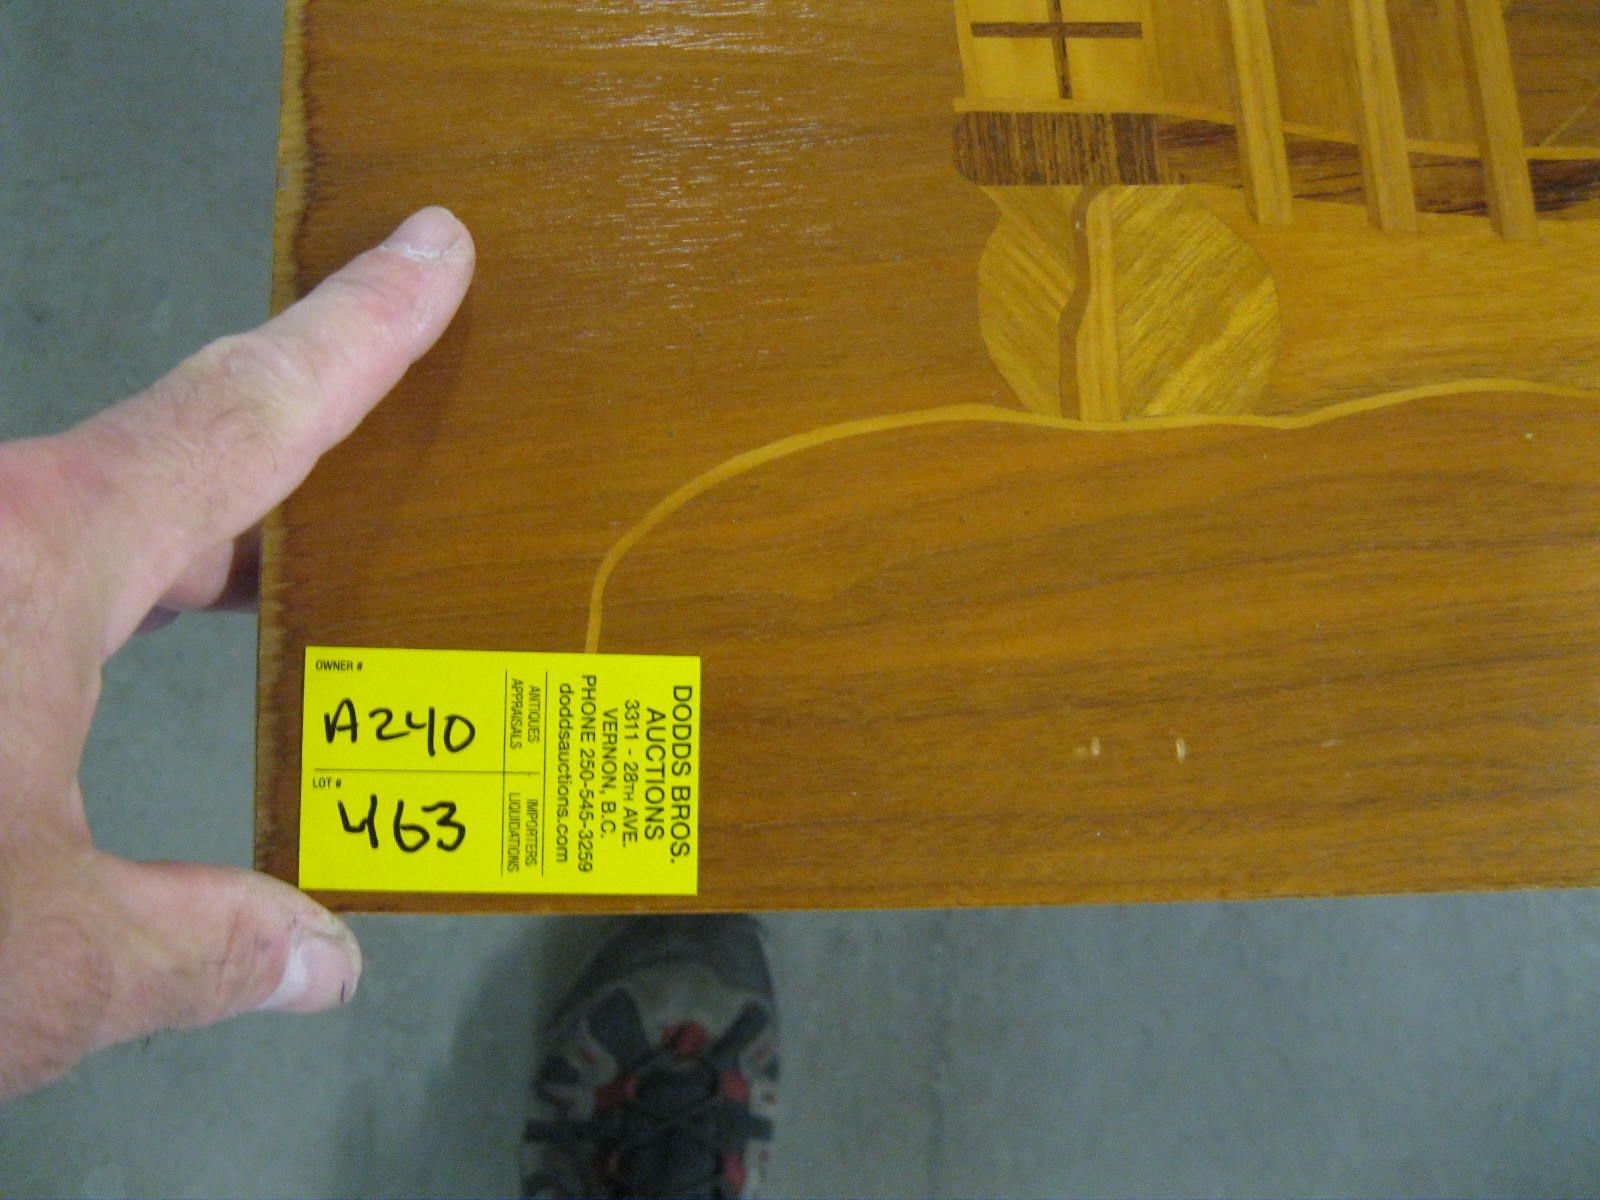 OWNER #
A240
LOT #
463
DODDS BROS.
AUCTIONS
3311 - 28TH AVE.
VERNON, B.C.
PHONE 250-545-3259
doddsauctions.com
ANTIQUES
IMPORTERS
APPRAISALS
LIQUIDATIONS